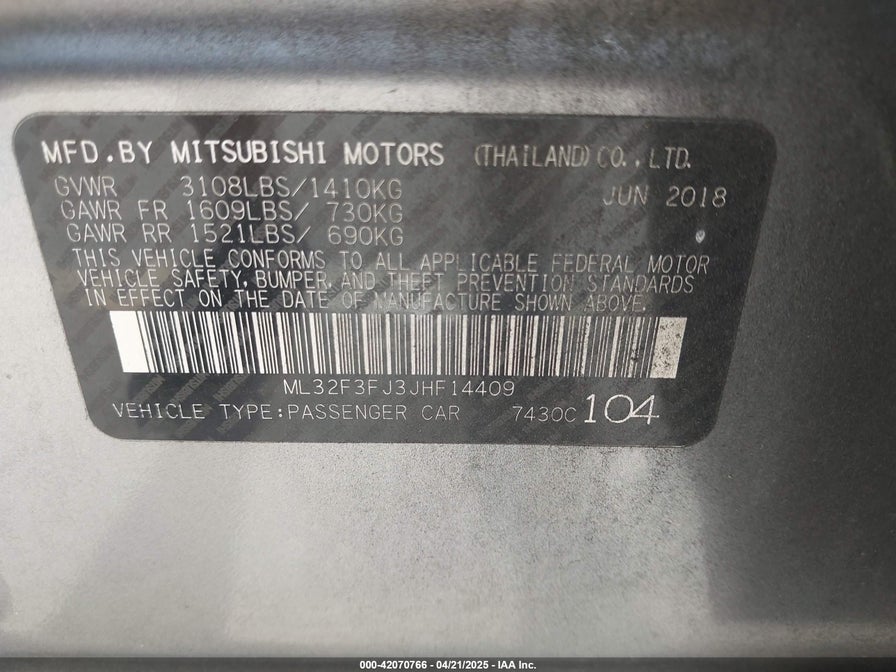 MFD.BY MITSUBISHI MOTORS (THAILAND) CO.,LTD.
GVWR 3108LBS/1410KG JUN 2018
GAWR FR 1609LBS/ 730KG
GAWR RR 1521LBS/ 690KG
THIS VEHICLE CONFORMS TO ALL APPLICABLE FEDERAL MOTOR
VEHICLE SAFETY, BUMPER, AND THEFT PREVENTION STANDARDS
IN EFFECT ON THE DATE OF MANUFACTURE SHOWN ABOVE.
ML32F3FJ3JHF14409
VEHICLE TYPE:PASSENGER CAR 7430C 104
000-42070766 - 04/21/2025 - IAA Inc.